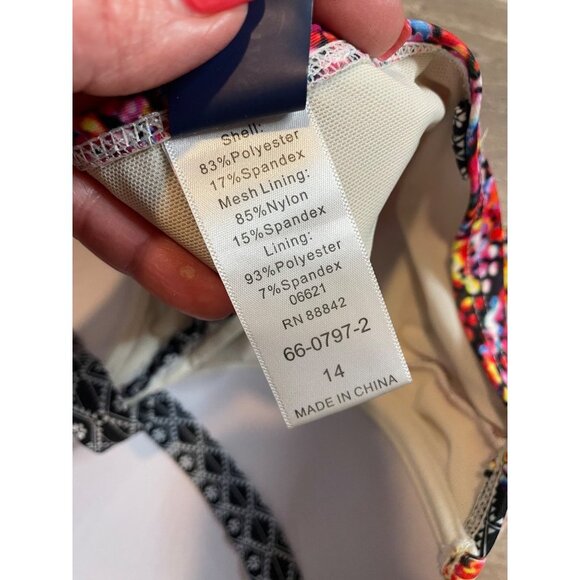 Shell:
83%Polyester
17%Spandex
Mesh Lining:
85%Nylon
15%Spandex
Lining:
93%Polyester
7%Spandex
06621
RN 88842
66-0797-2
14
MADE IN CHINA